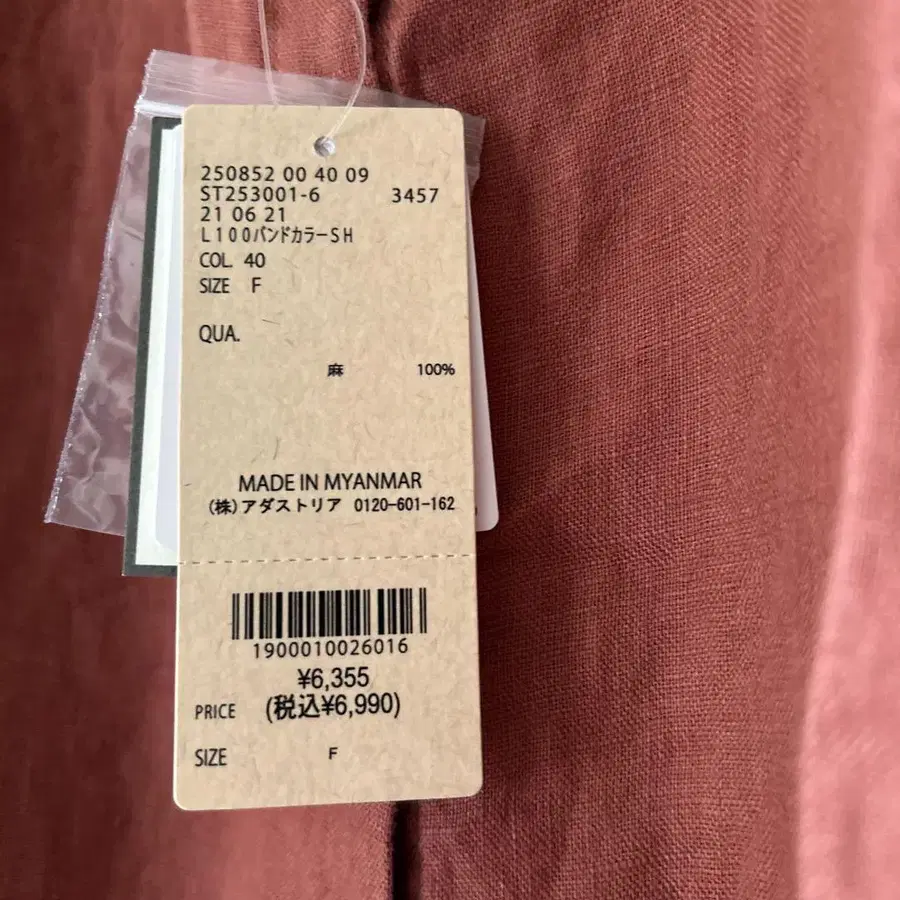 250852 00 40 09
ST253001-6 3457
21 06 21
L100バンドカラーSH
COL. 40
SIZE F
QUA.
麻 100%
MADE IN MYANMAR
(株)アダストリア 0120-601-162
1900010026016
¥6,355
PRICE (税込¥6,990)
SIZE F